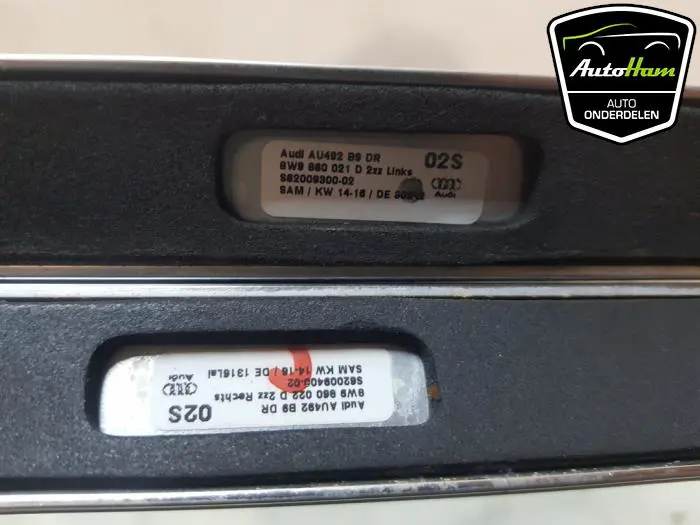 AutoHam
AUTO
ONDERDELEN
Audi AU492 B9 DR 02S
8W9 860 021 D 2zz Links
S62009300-02
SAM / KW 14-16 / DE
Audi
Audi AU492 B9 DR 02S
8W9 860 022 D 2zz Rechts
S62009405-02
SAM KW 14-16 / DE 1316Lai
Audi